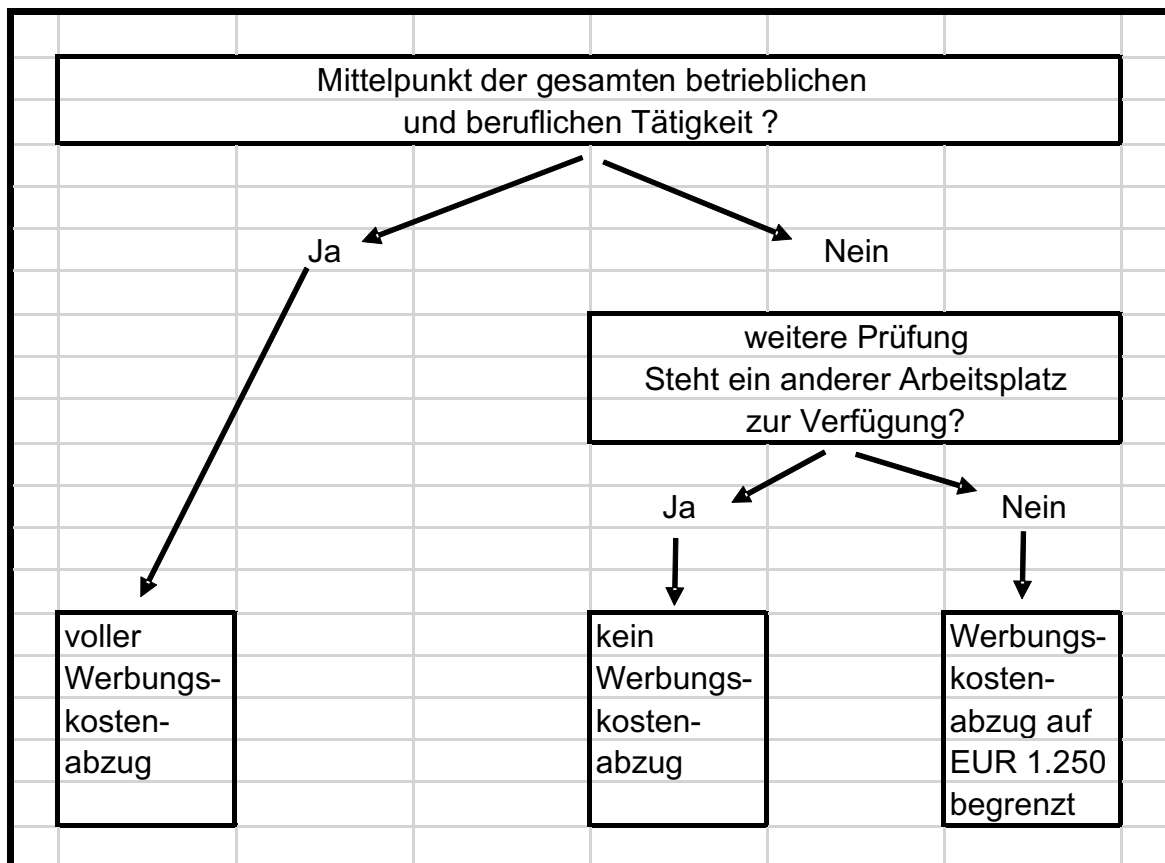 Mittelpunkt der gesamten betrieblichen
und beruflichen Tätigkeit ?
Ja
Nein
weitere Prüfung
Steht ein anderer Arbeitsplatz
zur Verfügung?
Ja
Nein
voller
Werbungs-
kosten-
abzug
kein
Werbungs-
kosten-
abzug
Werbungs-
kosten-
abzug auf
EUR 1.250
begrenzt